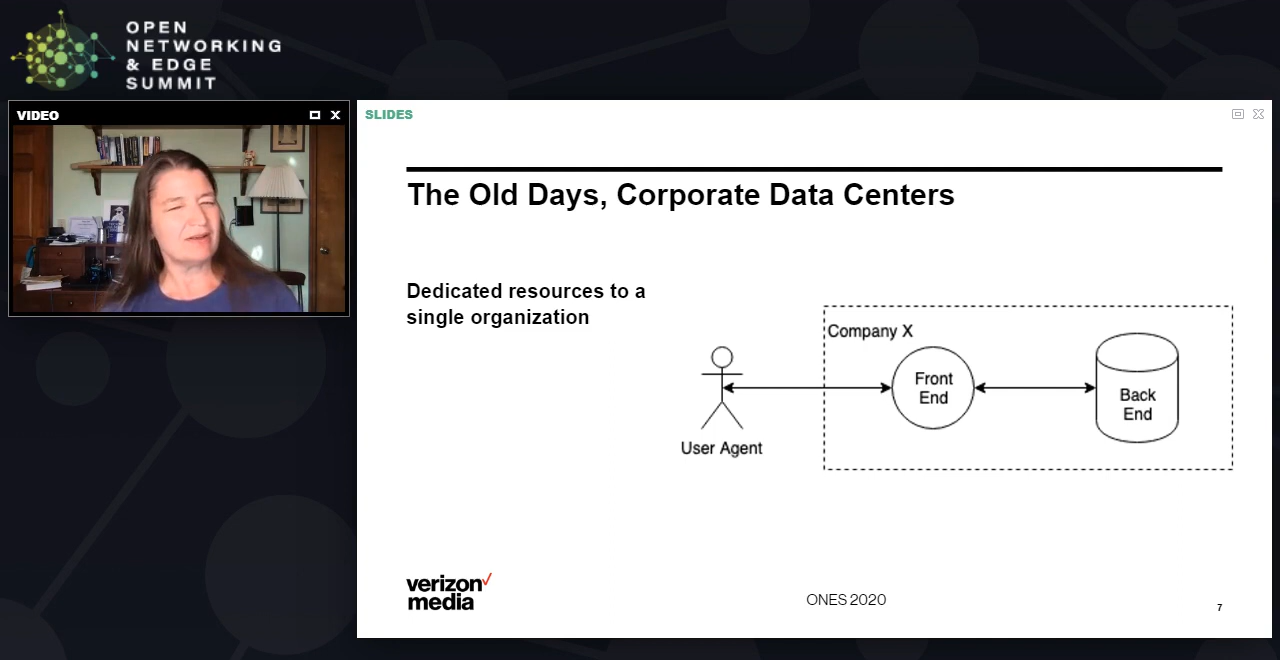 OPEN
NETWORKING
& EDGE
SUMMIT
VIDEO
SLIDES
The Old Days, Corporate Data Centers
Dedicated resources to a
single organization
Company X
Front
End
Back
End
User Agent
verizon✓
media
ONES 2020
7